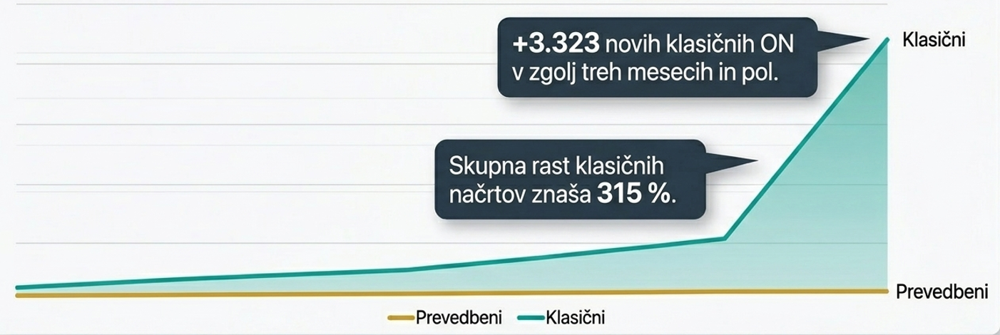 +3.323 novih klasičnih ON
v zgolj treh mesecih in pol.
Klasični
Skupna rast klasičnih
načrtov znaša 315 %.
Prevedbeni
Prevedbeni Klasični